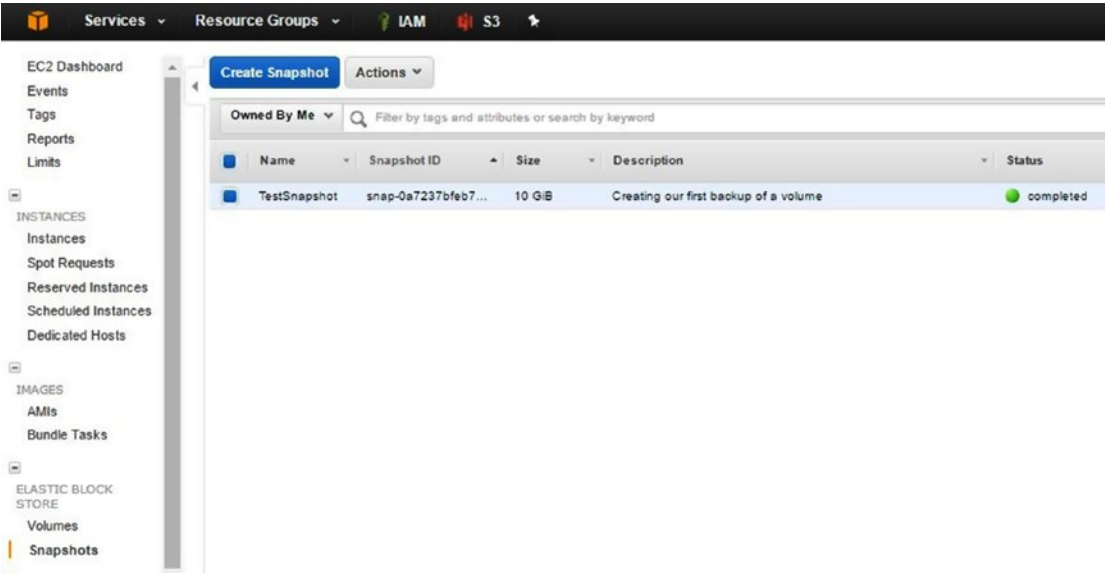 Services Resource Groups IAM S3
EC2 Dashboard
Events
Tags
Reports
Limits
INSTANCES
Instances
Spot Requests
Reserved Instances
Scheduled Instances
Dedicated Hosts
IMAGES
AMIs
Bundle Tasks
ELASTIC BLOCK
STORE
Volumes
Snapshots
Create Snapshot Actions
Owned By Me Filter by tags and attributes or search by keyword
Name Snapshot ID Size Description Status
TestSnapshot snap-0a7237bfeb7... 10 GiB Creating our first backup of a volume completed